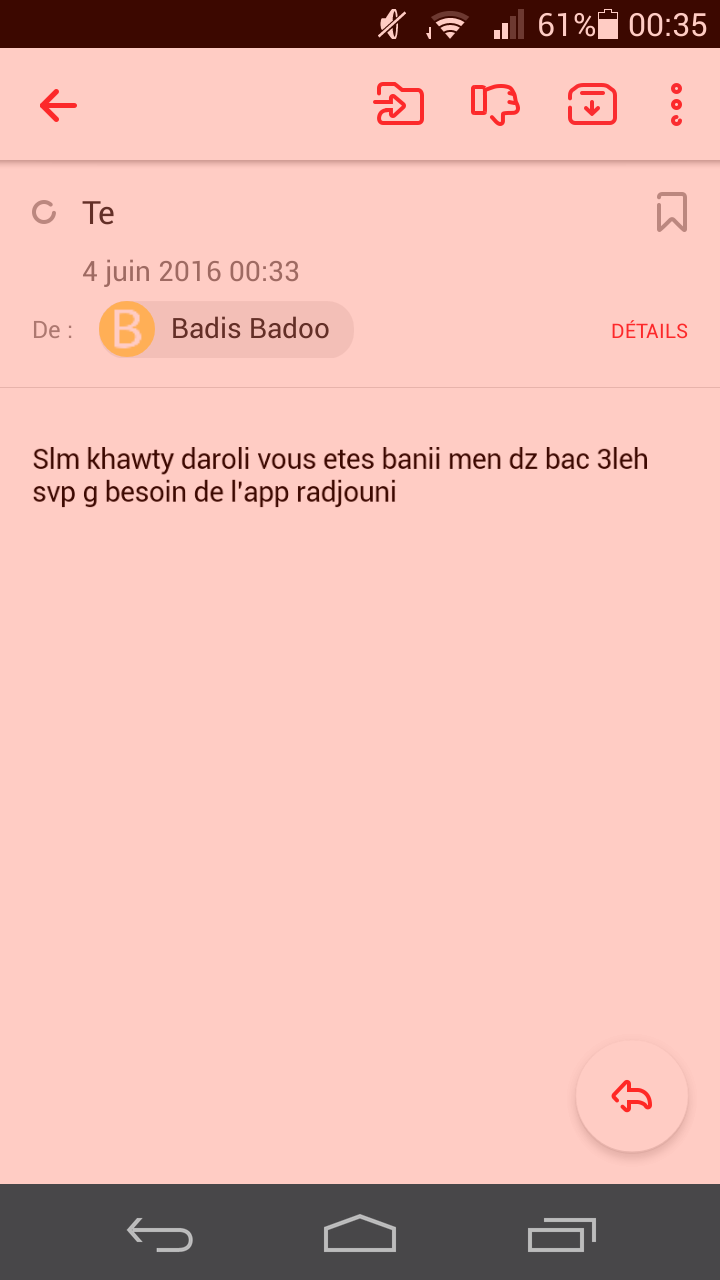 61% 00:35
Te
4 juin 2016 00:33
De : B Badis Badoo DÉTAILS
Slm khawty daroli vous etes banii men dz bac 3leh
svp g besoin de l'app radjouni